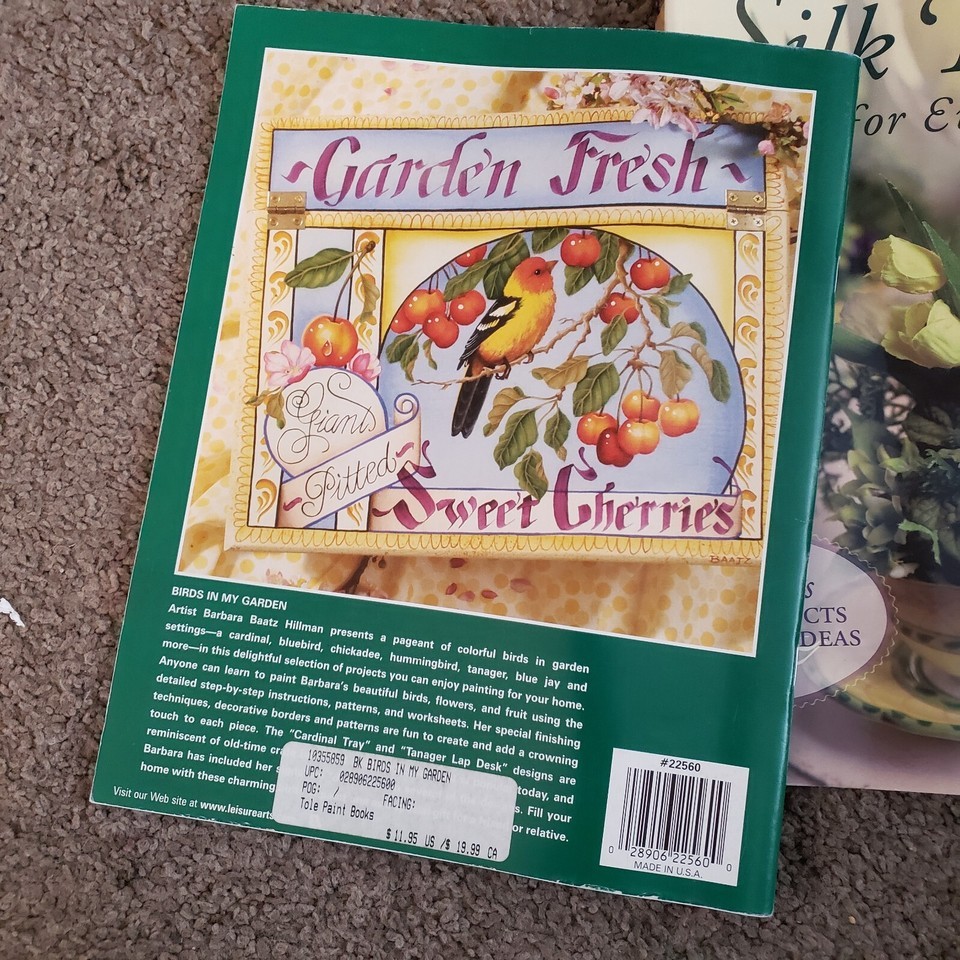 ~Garden Fresh~
Giant
~Pitted~
~Sweet Cherries
BAATZ
BIRDS IN MY GARDEN
Artist Barbara Baatz Hillman presents a pageant of colorful birds in garden
settings—a cardinal, bluebird, chickadee, hummingbird, tanager, blue jay and
more—in this delightful selection of projects you can enjoy painting for your home.
Anyone can learn to paint Barbara's beautiful birds, flowers, and fruit using the
detailed step-by-step instructions, patterns, and worksheets. Her special finishing
techniques, decorative borders and patterns are fun to create and add a crowning
touch to each piece. The "Cardinal Tray" and "Tanager Lap Desk" designs are
reminiscent of old-time cr today, and
Barbara has included her s s. Fill your
home with these charming or relative.
Visit our Web site at www.leisurearts
10355059 BK BIRDS IN MY GARDEN
UPC: 028906225600
POG: / FACING:
Tole Paint Books
$11.95 US /$ 19.99 CA
#22560
0 28906 22560 0
MADE IN U.S.A.
Silk
for E
s
CTS
DEAS